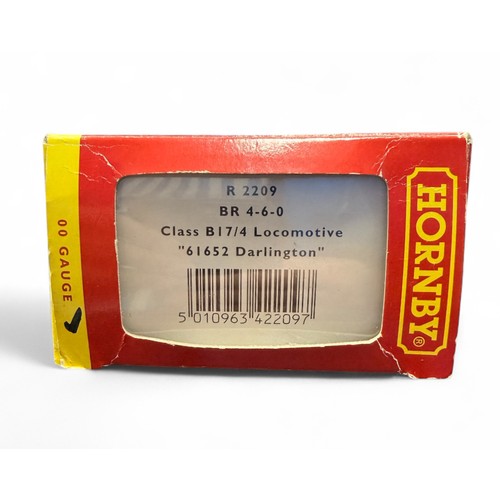 00 GAUGE
R 2209
BR 4-6-0
Class B17/4 Locomotive
"61652 Darlington"
5 010963 422097
HORNBY®